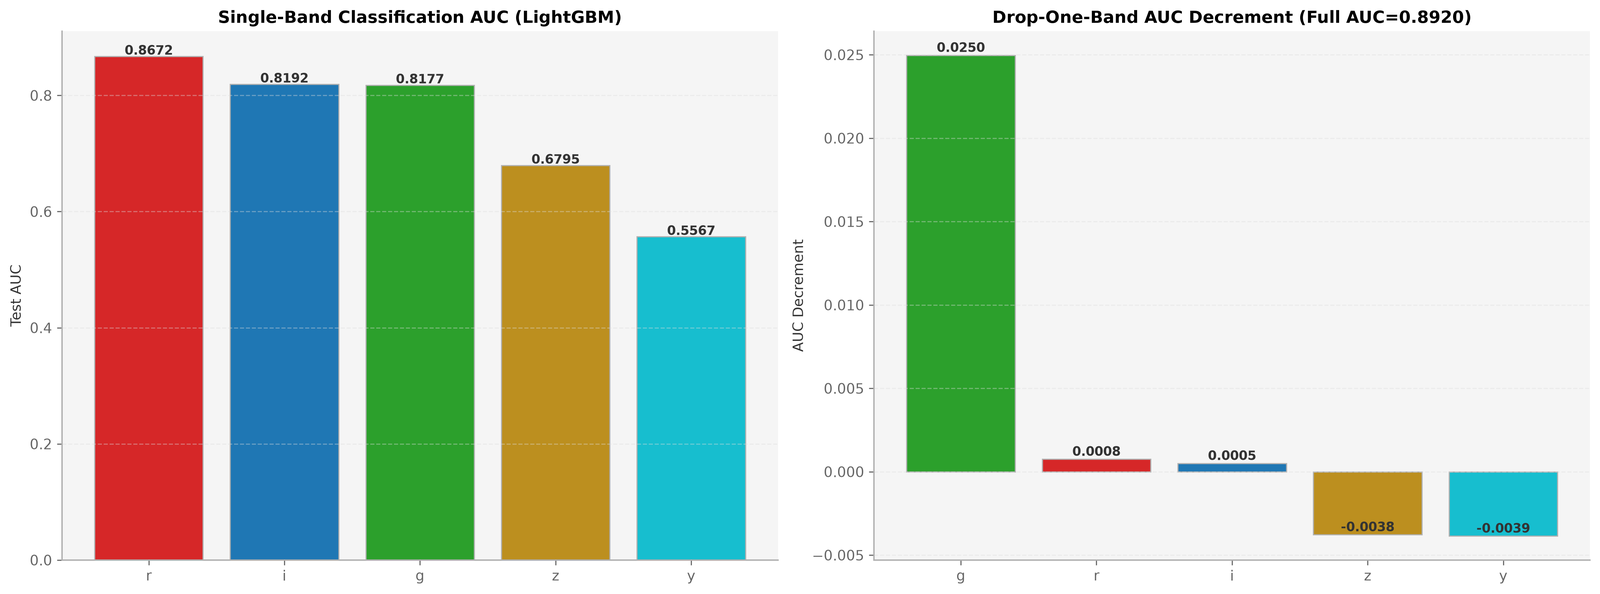 Single-Band Classification AUC (LightGBM)
Test AUC
0.8
0.6
0.4
0.2
0.0
0.8672
0.8192
0.8177
0.6795
0.5567
r
i
g
z
y
Drop-One-Band AUC Decrement (Full AUC=0.8920)
AUC Decrement
0.025
0.020
0.015
0.010
0.005
0.000
−0.005
0.0250
0.0008
0.0005
-0.0038
-0.0039
g
r
i
z
y